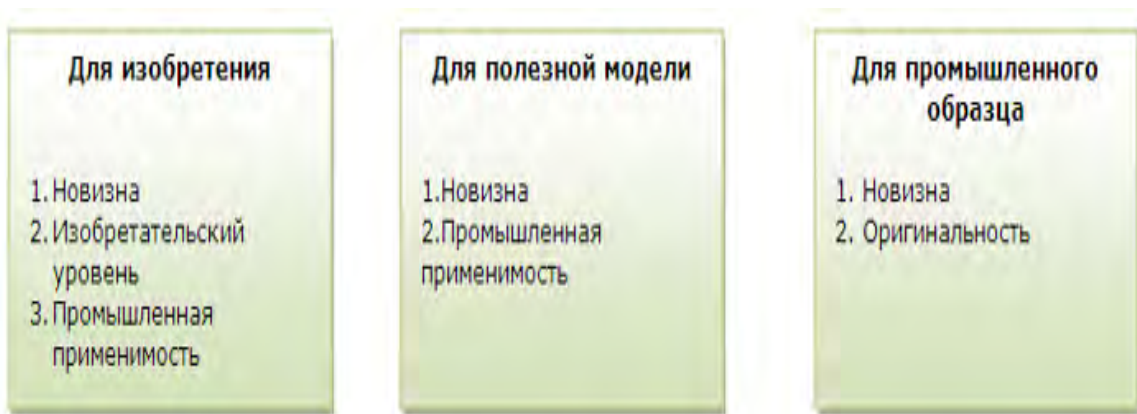 Для изобретения
1. Новизна
2. Изобретательский
уровень
3. Промышленная
применимость
Для полезной модели
1.Новизна
2.Промышленная
применимость
Для промышленного
образца
1. Новизна
2. Оригинальность